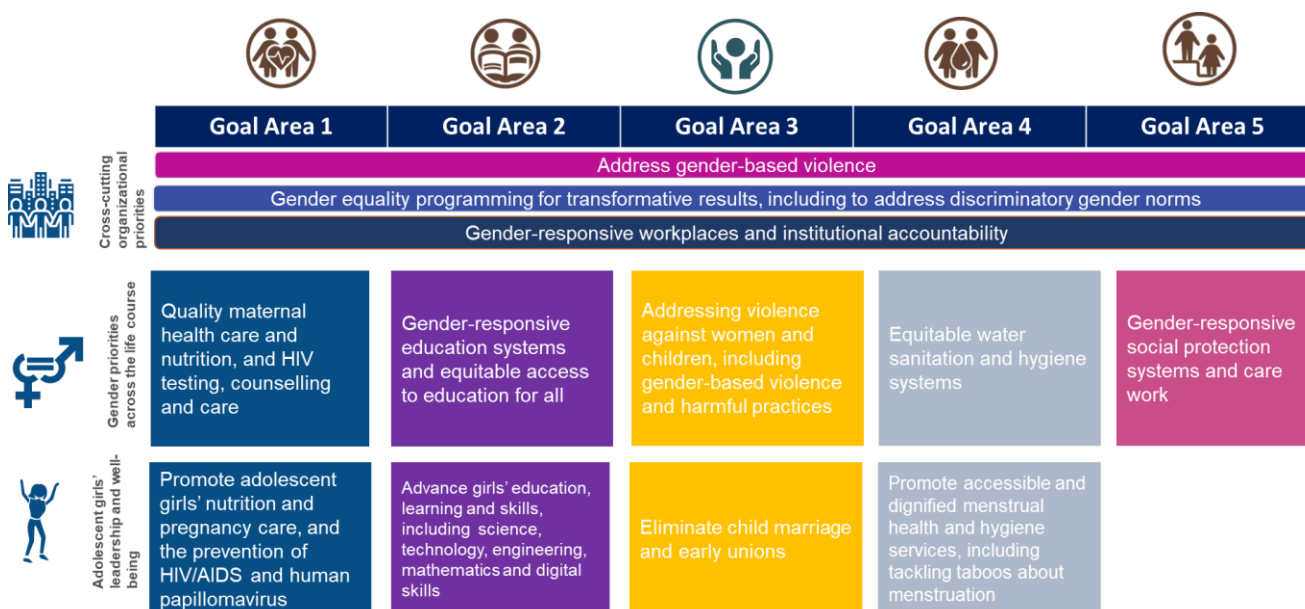 Goal Area 1
Goal Area 2
Goal Area 3
Goal Area 4
Goal Area 5
Cross-cutting
organizational
priorities
Address gender-based violence
Gender equality programming for transformative results, including to address discriminatory gender norms
Gender-responsive workplaces and institutional accountability
Gender priorities
across the life course
Quality maternal
health care and
nutrition, and HIV
testing, counselling
and care
Gender-responsive
education systems
and equitable access
to education for all
Addressing violence
against women and
children, including
gender-based violence
and harmful practices
Equitable water
sanitation and hygiene
systems
Gender-responsive
social protection
systems and care
work
Adolescent girls'
leadership and well-
being
Promote adolescent
girls' nutrition and
pregnancy care, and
the prevention of
HIV/AIDS and human
papillomavirus
Advance girls' education,
learning and skills,
including science,
technology, engineering,
mathematics and digital
skills
Eliminate child marriage
and early unions
Promote accessible and
dignified menstrual
health and hygiene
services, including
tackling taboos about
menstruation